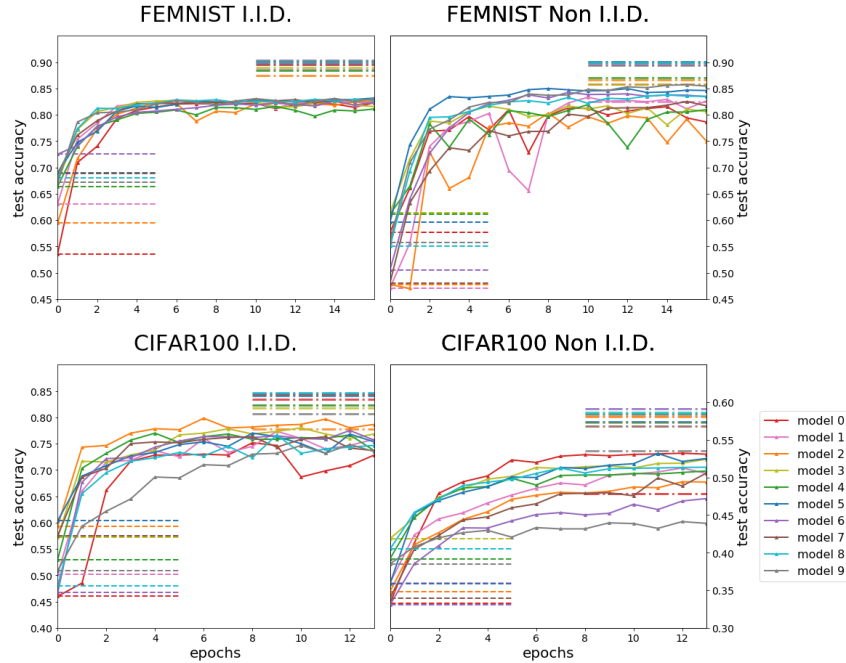 FEMNIST I.I.D.
FEMNIST Non I.I.D.
test accuracy
0.90
0.85
0.80
0.75
0.70
0.65
0.60
0.55
0.50
0.45
0 2 4 6 8 10 12 14
0 2 4 6 8 10 12 14
0.90
0.85
0.80
0.75
0.70
0.65
0.60
0.55
0.50
0.45
test accuracy
CIFAR100 I.I.D.
CIFAR100 Non I.I.D.
test accuracy
0.85
0.80
0.75
0.70
0.65
0.60
0.55
0.50
0.45
0.40
0 2 4 6 8 10 12
epochs
0 2 4 6 8 10 12
epochs
0.60
0.55
0.50
0.45
0.40
0.35
0.30
test accuracy
model 0
model 1
model 2
model 3
model 4
model 5
model 6
model 7
model 8
model 9